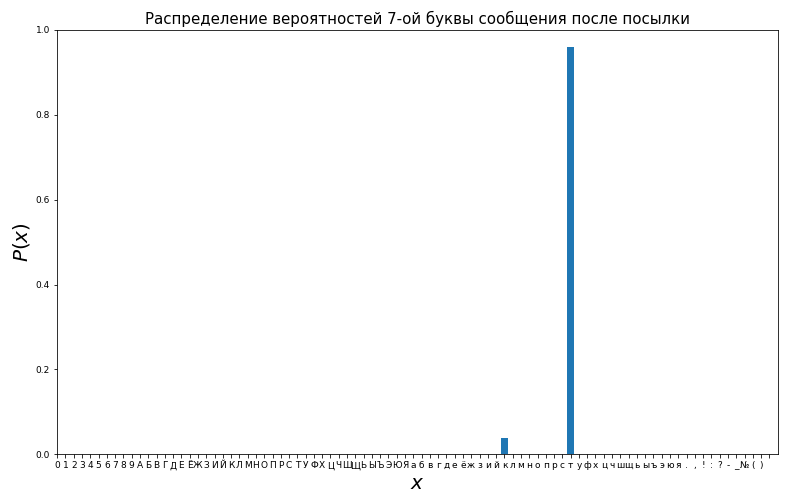 Распределение вероятностей 7-ой буквы сообщения после посылки
1.0
0.8
0.6
0.4
0.2
0.0
P(x)
0 1 2 3 4 5 6 7 8 9 А Б В Г Д Е Ё Ж З И Й К Л М Н О П Р С Т У Ф Х Ц Ч Ш Щ Ь Ы Ъ Э Ю Я а б в г д е ё ж з и й к л м н о п р с т у ф х ц ч ш щ ь ы ъ э ю я . , ! : ? - _ № ( )
x